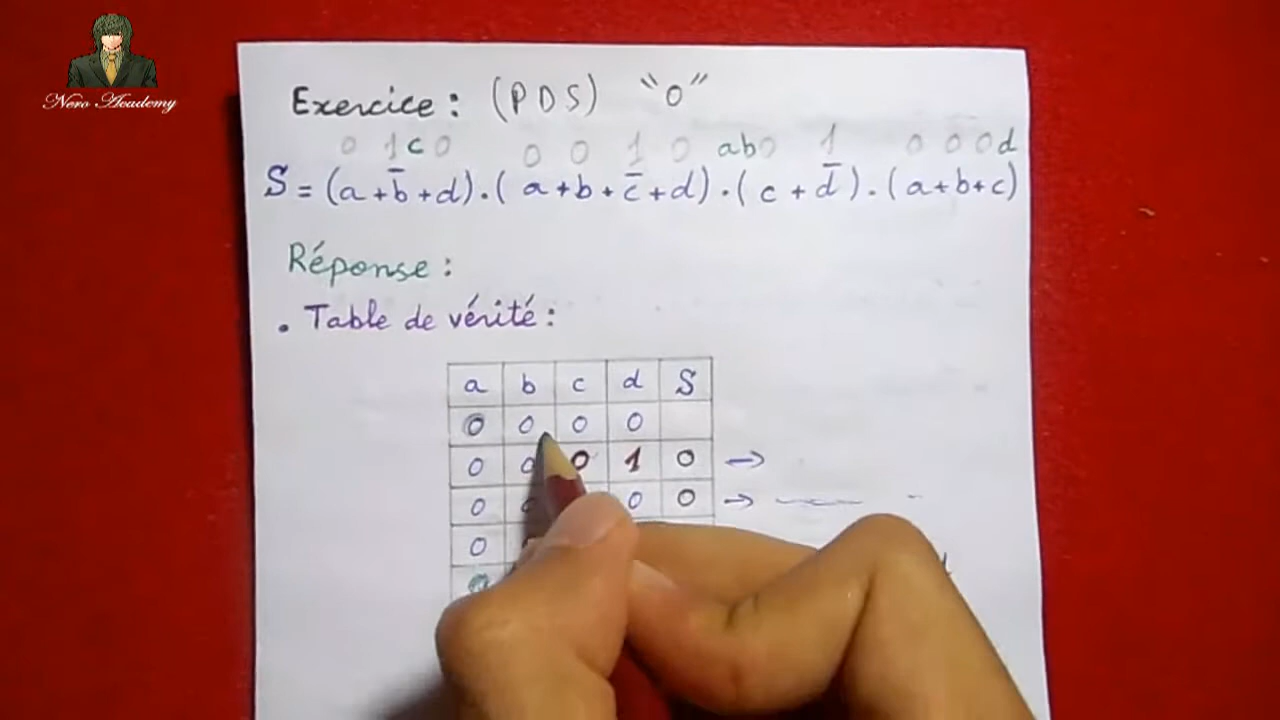 Nero Academy
Exercice : (PDS) "0"
0 1 c 0 0 0 1 0 a b 0 1 0 0 0 d
S = (a + b̅ + d) . ( a + b + c̅ + d) . ( c + d̅ ) . ( a + b + c)
Réponse :
. Table de vérité :
a b c d S
0 0 0 0
0 0 0 1 0 →
0 0 0 →
0